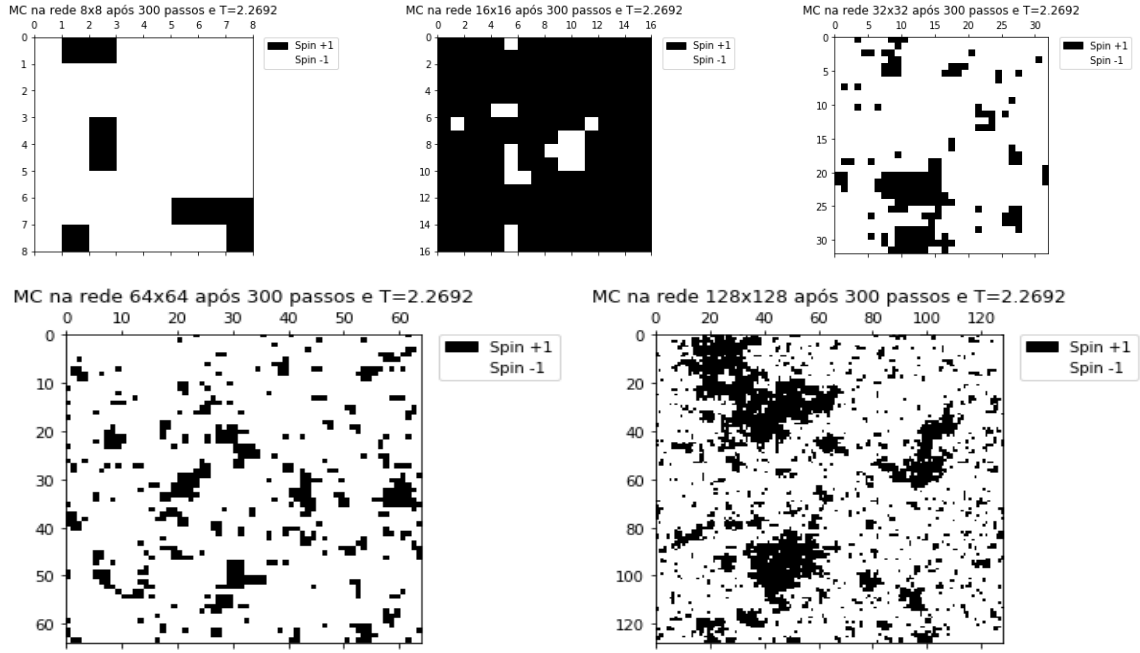 MC na rede 8x8 após 300 passos e T=2.2692
0 1 2 3 4 5 6 7 8
0
1
2
3
4
5
6
7
8
Spin +1
Spin -1
MC na rede 16x16 após 300 passos e T=2.2692
0 2 4 6 8 10 12 14 16
0
2
4
6
8
10
12
14
16
Spin +1
Spin -1
MC na rede 32x32 após 300 passos e T=2.2692
0 5 10 15 20 25 30
0
5
10
15
20
25
30
Spin +1
Spin -1
MC na rede 64x64 após 300 passos e T=2.2692
0 10 20 30 40 50 60
0
10
20
30
40
50
60
Spin +1
Spin -1
MC na rede 128x128 após 300 passos e T=2.2692
0 20 40 60 80 100 120
0
20
40
60
80
100
120
Spin +1
Spin -1